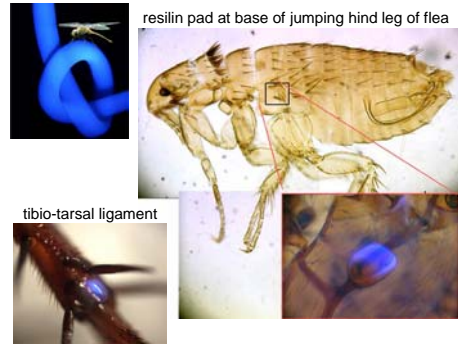 resilin pad at base of jumping hind leg of flea
tibio-tarsal ligament